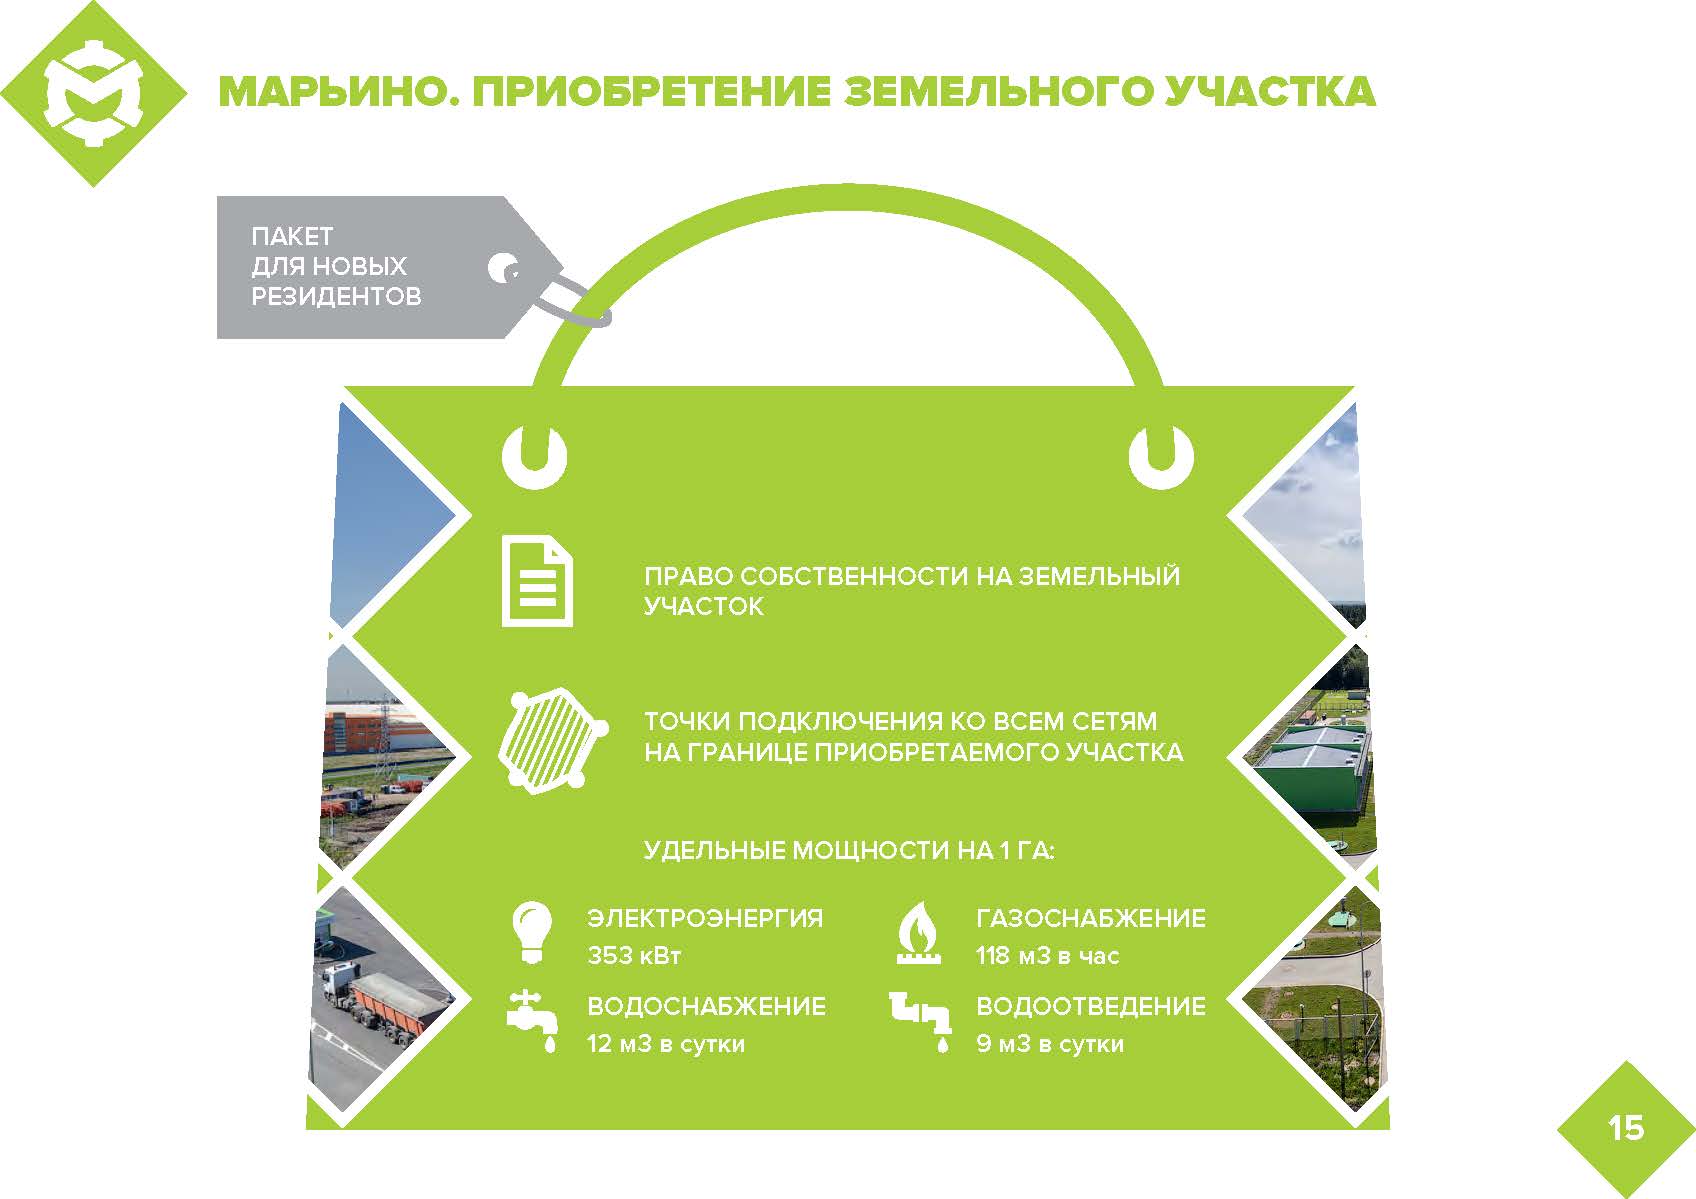 МАРЬИНО. ПРИОБРЕТЕНИЕ ЗЕМЕЛЬНОГО УЧАСТКА
ПАКЕТ
ДЛЯ НОВЫХ
РЕЗИДЕНТОВ
ПРАВО СОБСТВЕННОСТИ НА ЗЕМЕЛЬНЫЙ
УЧАСТОК
ТОЧКИ ПОДКЛЮЧЕНИЯ КО ВСЕМ СЕТЯМ
НА ГРАНИЦЕ ПРИОБРЕТАЕМОГО УЧАСТКА
УДЕЛЬНЫЕ МОЩНОСТИ НА 1 ГА:
ЭЛЕКТРОЭНЕРГИЯ
353 кВт
ГАЗОСНАБЖЕНИЕ
118 м3 в час
ВОДОСНАБЖЕНИЕ
12 м3 в сутки
ВОДООТВЕДЕНИЕ
9 м3 в сутки
15